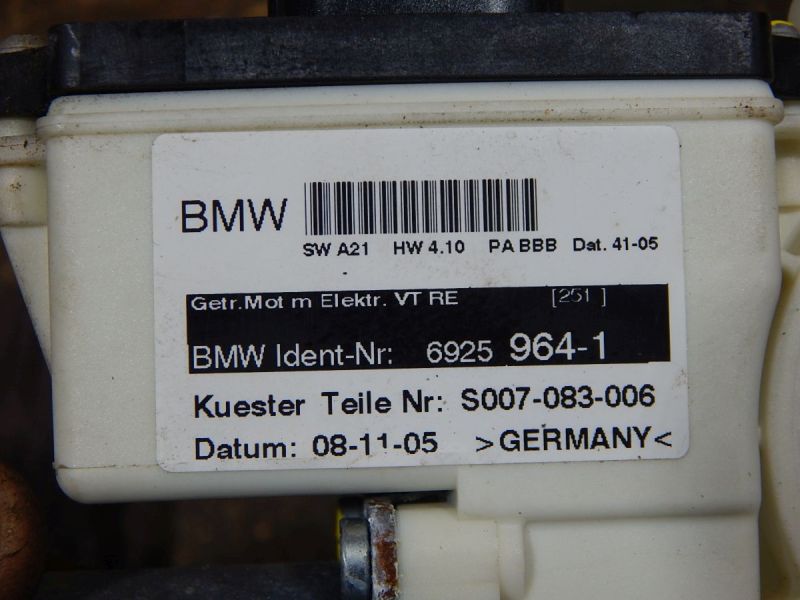 BMW
SW A21 HW 4.10 PA BBB Dat. 41-05
Getr.Mot m Elektr. VT RE [251]
BMW Ident-Nr: 6925 964-1
Kuester Teile Nr: S007-083-006
Datum: 08-11-05 >GERMANY<